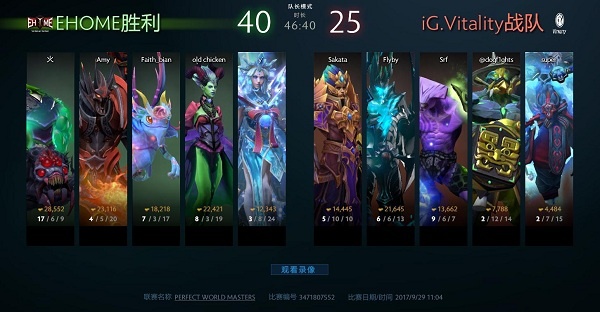 EHOME胜利
40
队长模式
时长 46:40
25
iG.Vitality战队
火
Amy
Faith_bian
old chicken
y`
Sakata
Flyby
Srf
@dogf1ghts
super
28,552
23,116
18,218
22,421
12,343
14,445
21,645
13,662
7,788
4,484
17 / 6 / 9
4 / 5 / 20
7 / 3 / 17
8 / 3 / 19
/ 8 / 24
5 / 10 / 10
6 / 6 / 13
9 / 6 / 7
2 / 12 / 14
2 / 7 / 15
观看录像
联赛名称 PERFECT WORLD MASTERS
比赛编号 3471807552
比赛日期/时间 2017/9/29 11:04